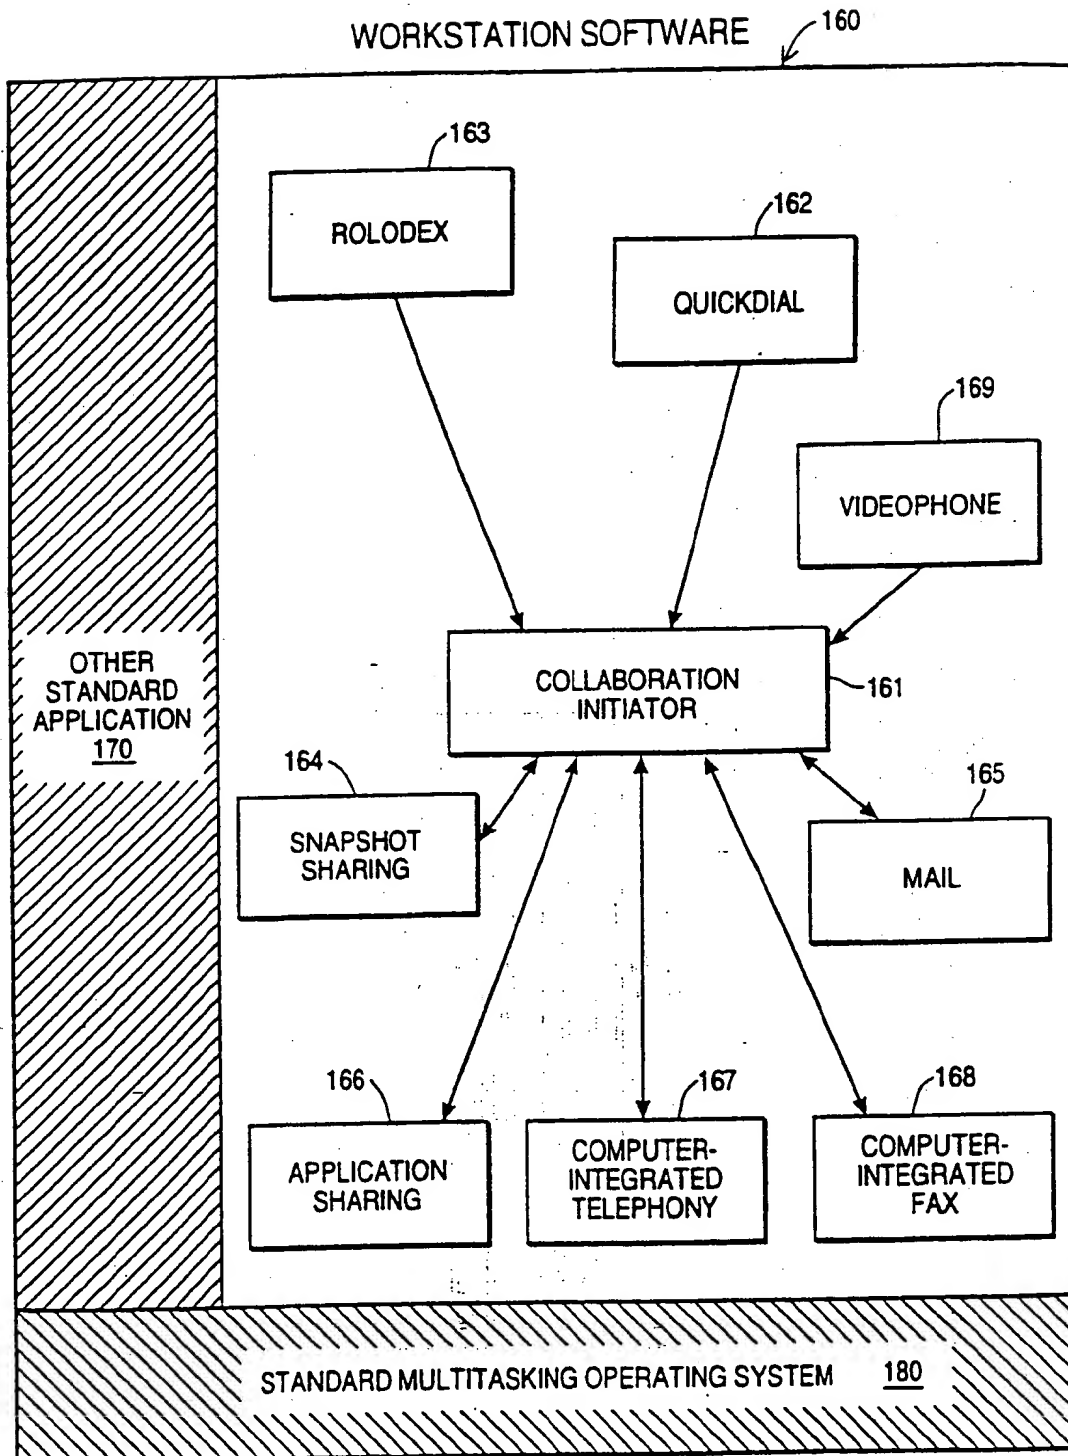 WORKSTATION SOFTWARE
160
163
ROLODEX
162
QUICKDIAL
169
VIDEOPHONE
COLLABORATION
INITIATOR
161
OTHER
STANDARD
APPLICATION
170
164
SNAPSHOT
SHARING
165
MAIL
166
APPLICATION
SHARING
167
COMPUTER-
INTEGRATED
TELEPHONY
168
COMPUTER-
INTEGRATED
FAX
STANDARD MULTITASKING OPERATING SYSTEM 180